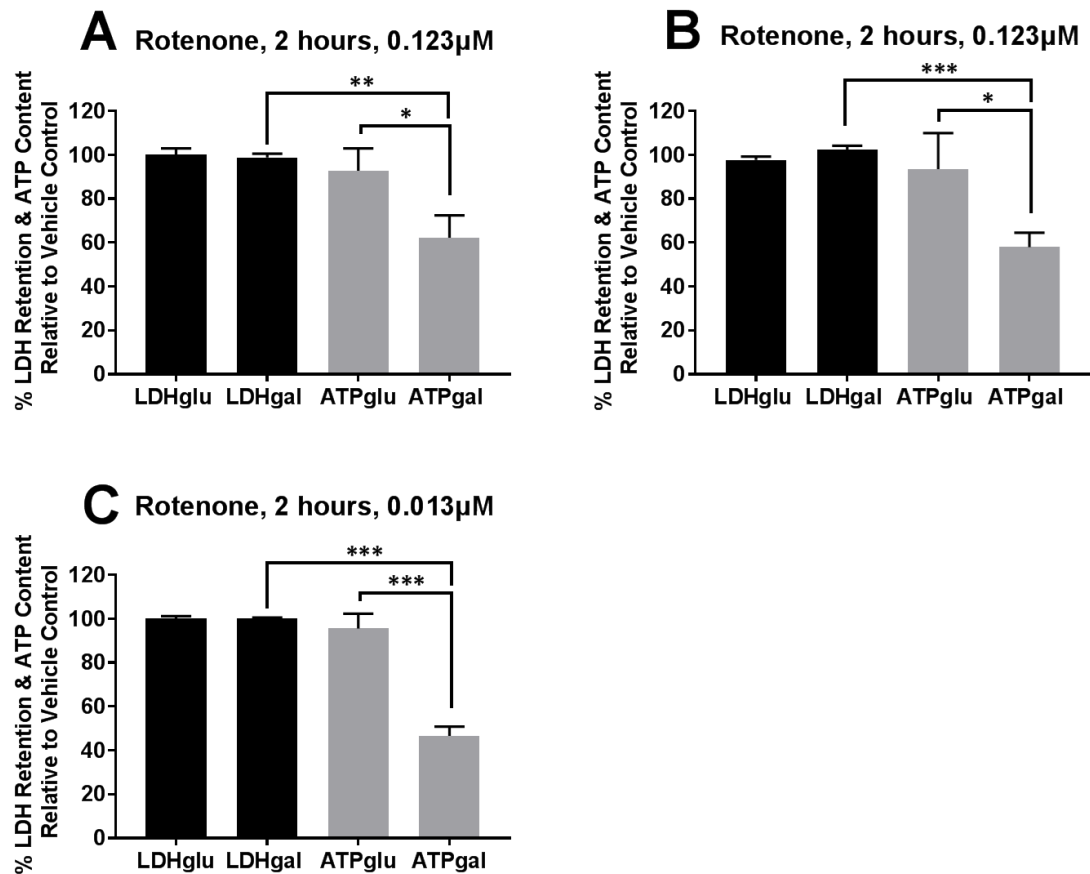 A Rotenone, 2 hours, 0.123µM
% LDH Retention & ATP Content
Relative to Vehicle Control
120
100
80
60
40
20
0
**
*
LDHglu LDHgal ATPglu ATPgal
B Rotenone, 2 hours, 0.123µM
% LDH Retention & ATP Content
Relative to Vehicle Control
120
100
80
60
40
20
0
***
*
LDHglu LDHgal ATPglu ATPgal
C Rotenone, 2 hours, 0.013µM
% LDH Retention & ATP Content
Relative to Vehicle Control
120
100
80
60
40
20
0
***
***
LDHglu LDHgal ATPglu ATPgal